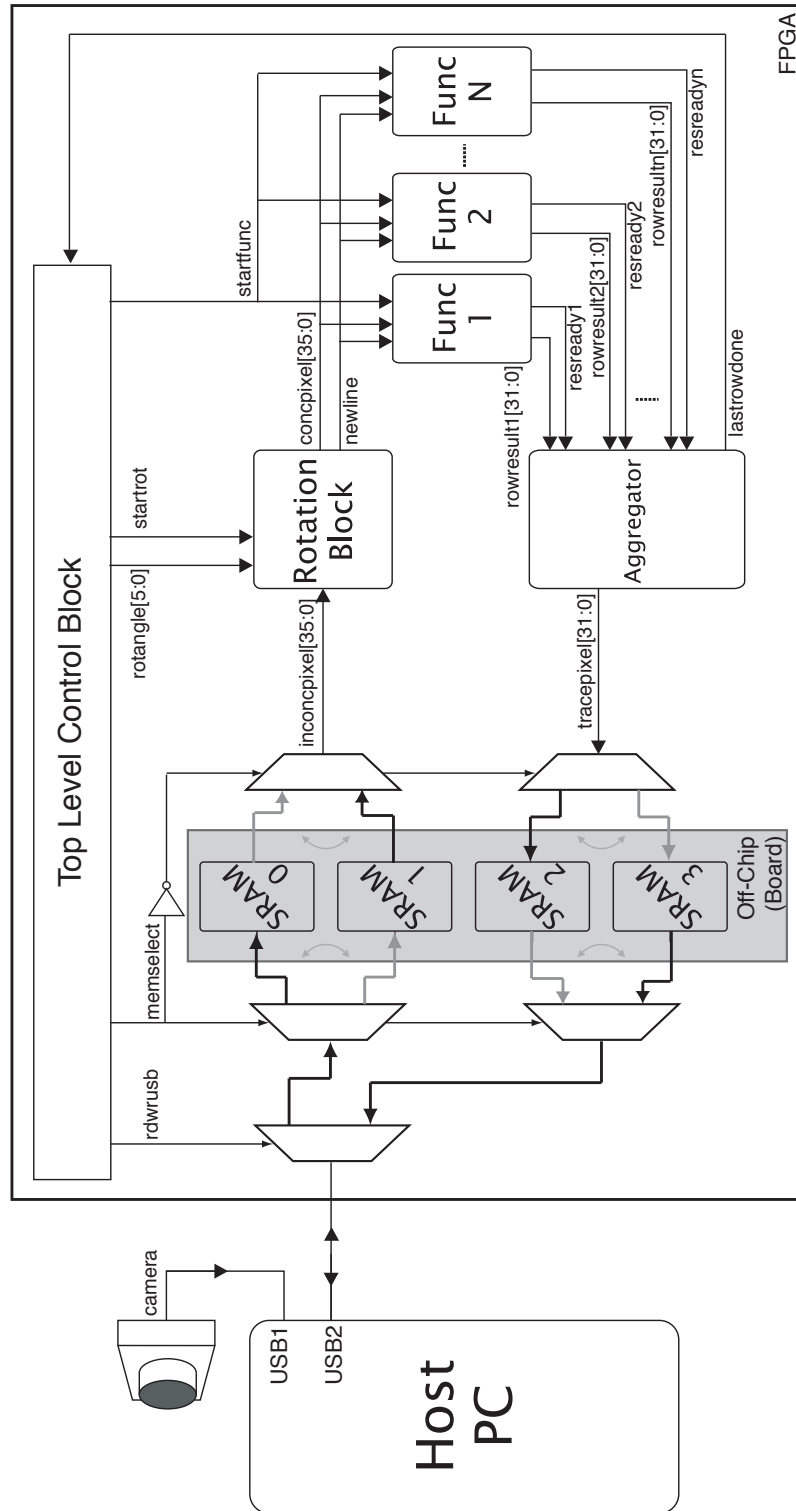 FPGA
Top Level Control Block
rdwrusb
memselect
rotangle[5:0]
startrot
startfunc
camera
USB1
USB2
Host
PC
SRAM
0
SRAM
1
SRAM
2
SRAM
3
Off-Chip
(Board)
inconcpixel[35:0]
Rotation
Block
concpixel[35:0]
newline
Func
1
Func
2
......
Func
N
tracepixel[31:0]
Aggregator
rowresult1[31:0]
resready1
rowresult2[31:0]
resready2
......
rowresultn[31:0]
resreadyn
lastrowdone